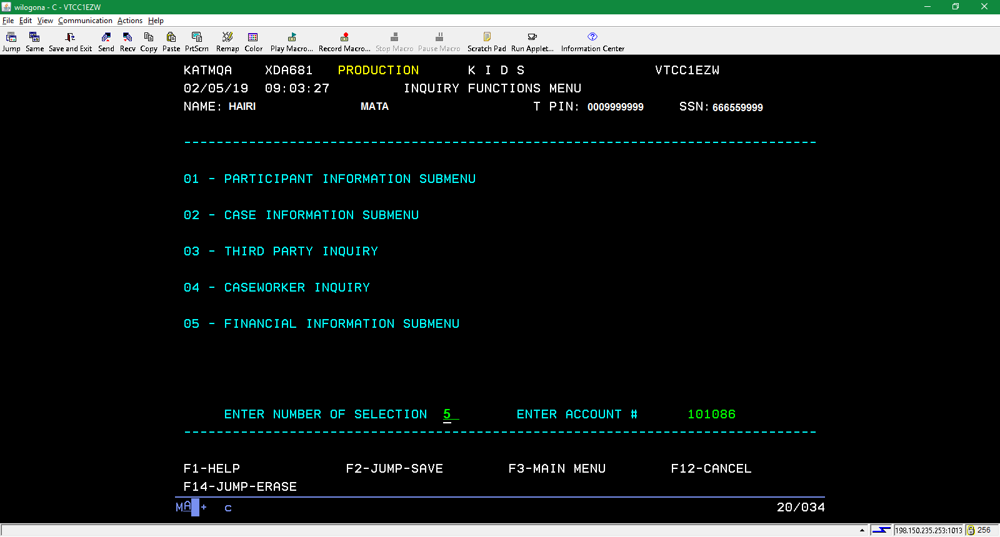 wilogona - C - VTCC1EZW
File Edit View Communication Actions Help
Jump Same Save and Exit Send Recv Copy Paste PrtScrn Remap Color Play Macro... Record Macro... Stop Macro Pause Macro Scratch Pad Run Applet... Information Center
KATMQA XDA681 PRODUCTION K I D S VTCC1EZW
02/05/19 09:03:27 INQUIRY FUNCTIONS MENU
NAME: HAIRI MATA T PIN: 0009999999 SSN: 666559999
------------------------------------------------------------------------------
01 - PARTICIPANT INFORMATION SUBMENU
02 - CASE INFORMATION SUBMENU
03 - THIRD PARTY INQUIRY
04 - CASEWORKER INQUIRY
05 - FINANCIAL INFORMATION SUBMENU
ENTER NUMBER OF SELECTION 5_ ENTER ACCOUNT # 101086
------------------------------------------------------------------------------
F1-HELP F2-JUMP-SAVE F3-MAIN MENU F12-CANCEL
F14-JUMP-ERASE
MA + C 20/034
198.150.235.253:1013 256